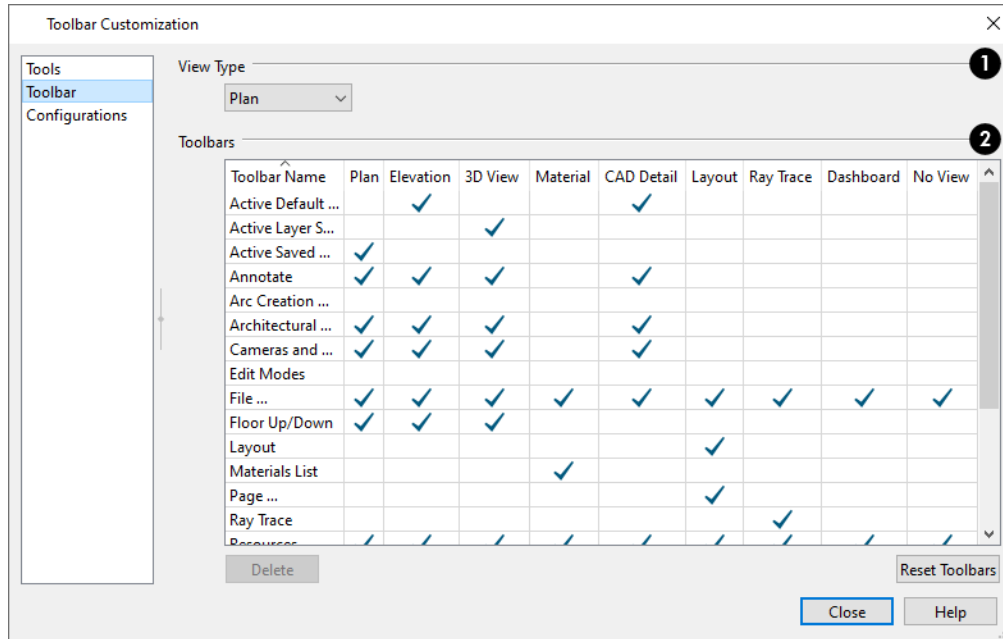 Toolbar Customization
Tools
Toolbar
Configurations
View Type
1
Plan
Toolbars
2
Toolbar Name Plan Elevation 3D View Material CAD Detail Layout Ray Trace Dashboard No View
Active Default ...
Active Layer S...
Active Saved ...
Annotate
Arc Creation ...
Architectural ...
Cameras and ...
Edit Modes
File ...
Floor Up/Down
Layout
Materials List
Page ...
Ray Trace
Resources
Delete
Reset Toolbars
Close
Help